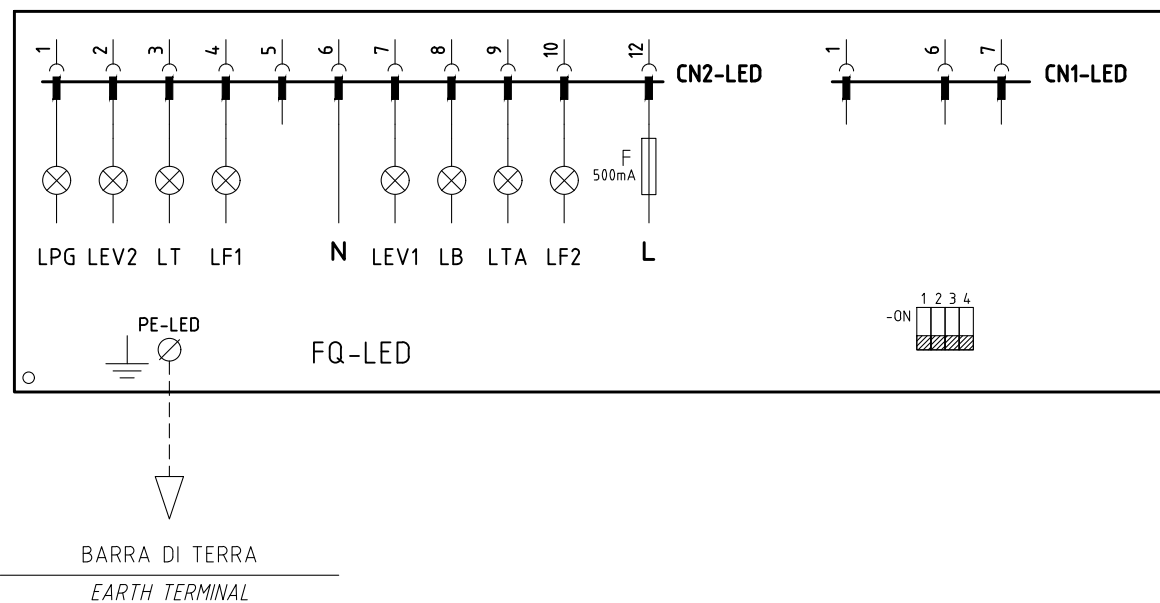 1 2 3 4 5 6 7 8 9 10 12 CN2-LED 1 6 7 CN1-LED
F
500mA
LPG LEV2 LT LF1 N LEV1 LB LTA LF2 L
1 2 3 4
-ON
PE-LED
FQ-LED
BARRA DI TERRA
EARTH TERMINAL